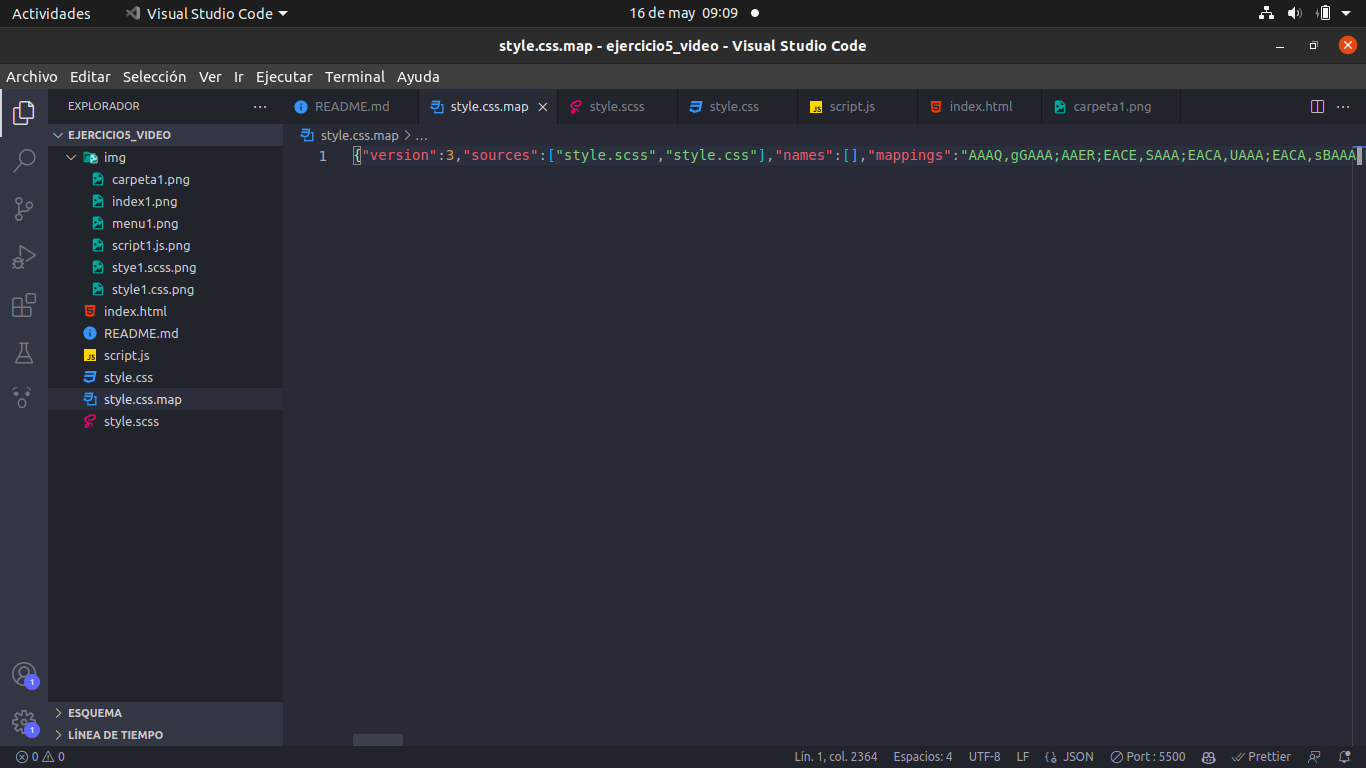 Actividades Visual Studio Code 16 de may 09:09
style.css.map - ejercicio5_video - Visual Studio Code
Archivo Editar Selección Ver Ir Ejecutar Terminal Ayuda
EXPLORADOR ··· README.md style.css.map style.scss style.css script.js index.html carpeta1.png ···
EJERCICIO5_VIDEO
style.css.map > ...
1 {"version":3,"sources":["style.scss","style.css"],"names":[],"mappings":"AAAQ,gGAAA;AAER;EACE,SAAA;EACA,UAAA;EACA,sBAAA
img
carpeta1.png
index1.png
menu1.png
script1.js.png
stye1.scss.png
style1.css.png
index.html
README.md
script.js
style.css
style.css.map
style.scss
1
1
ESQUEMA
LÍNEA DE TIEMPO
0 0 Lín. 1, col. 2364 Espacios: 4 UTF-8 LF {} JSON Port : 5500 Prettier